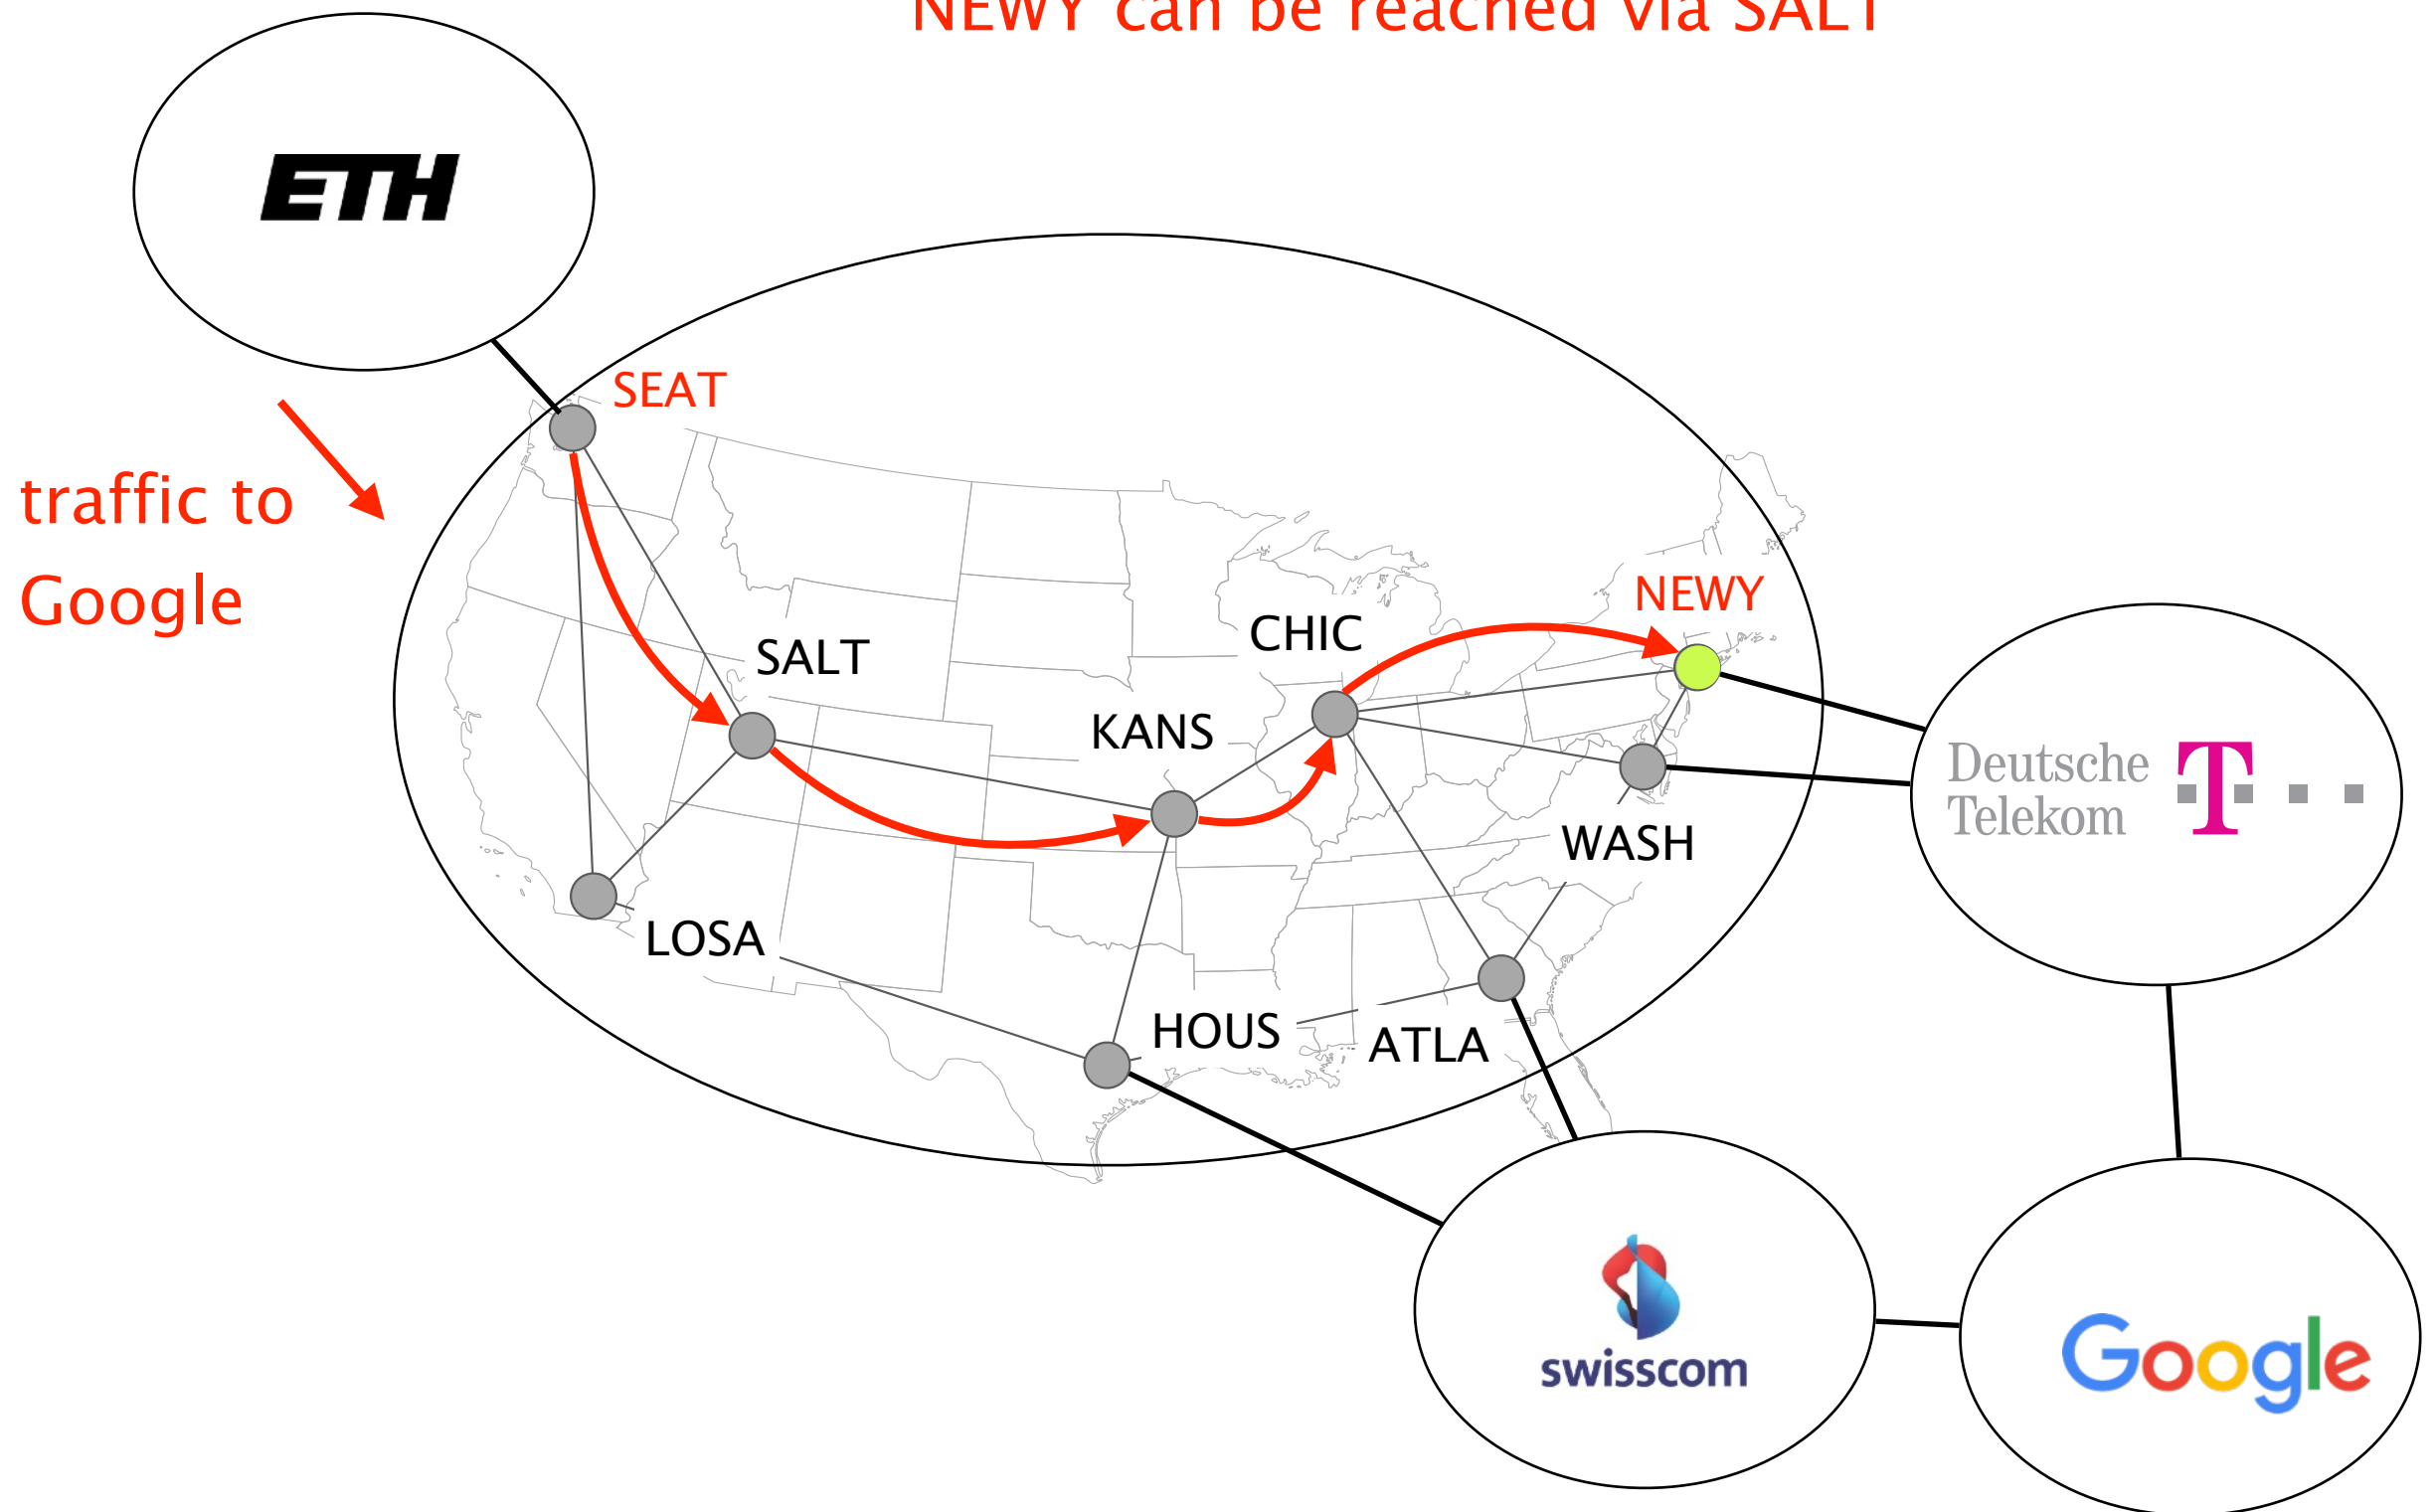 NEWY can be reached via SALT
ETH
SEAT
traffic to
Google
NEWY
CHIC
SALT
KANS
Deutsche
Telekom T
WASH
LOSA
HOUS
ATLA
swisscom
Google